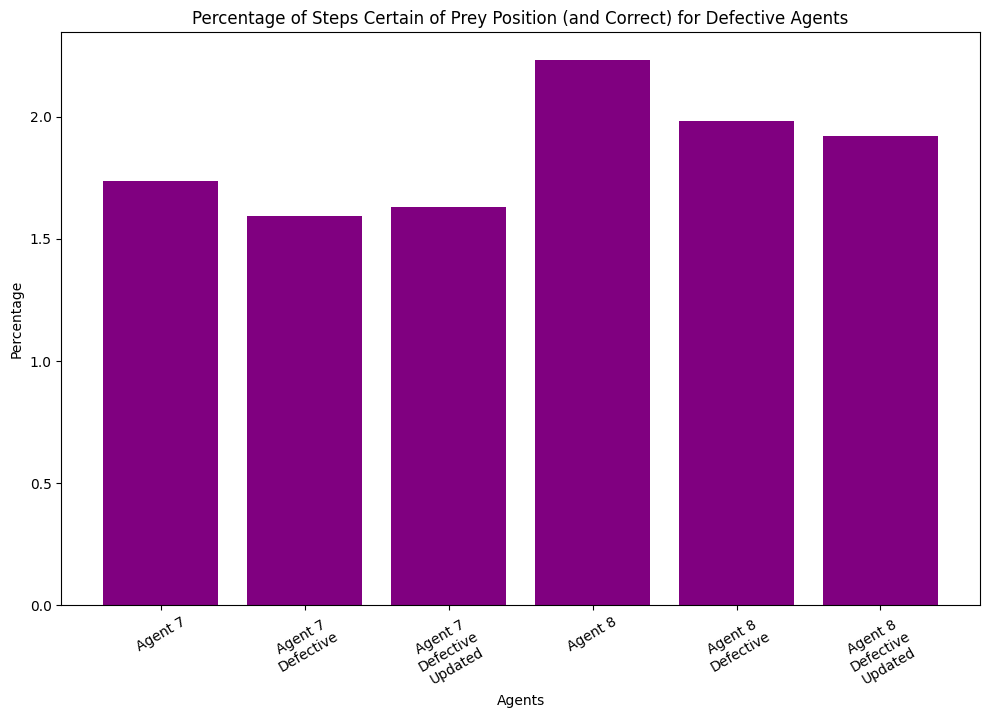 Percentage of Steps Certain of Prey Position (and Correct) for Defective Agents
Percentage
2.0
1.5
1.0
0.5
0.0
Agent 7
Agent 7
Defective
Agent 7
Defective
Updated
Agent 8
Agent 8
Defective
Agent 8
Defective
Updated
Agents